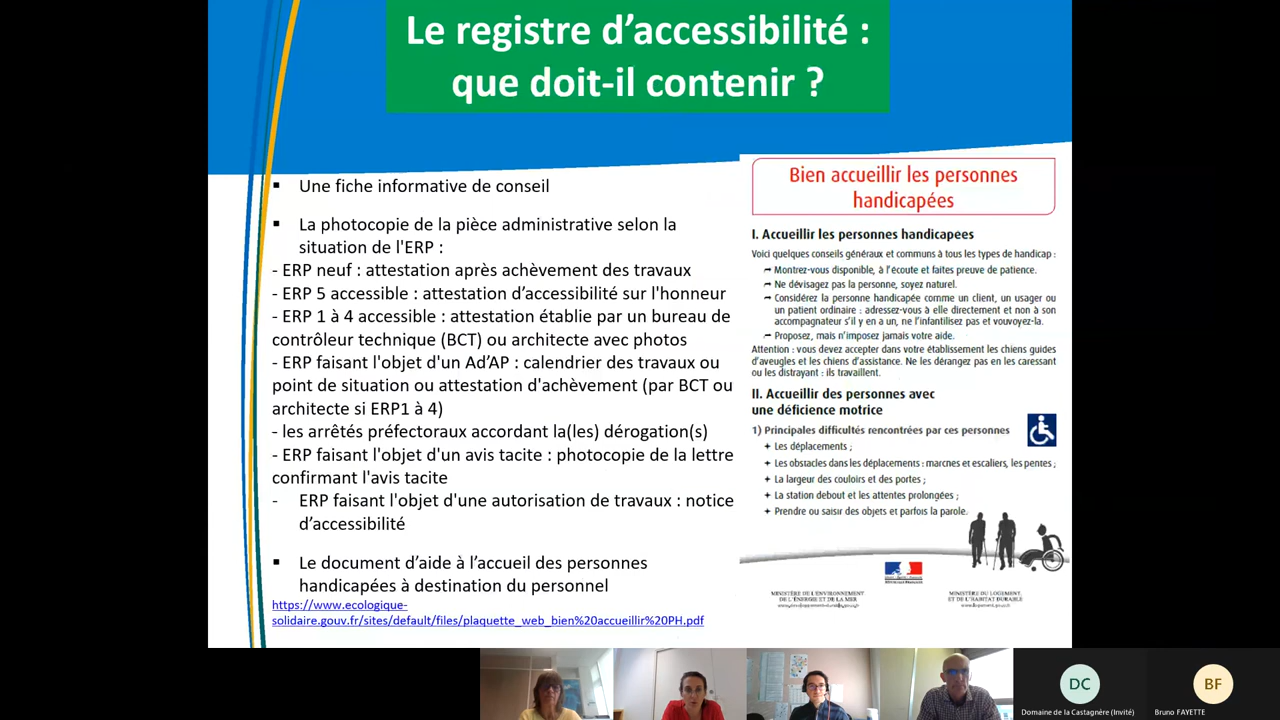 Le registre d’accessibilité :
que doit-il contenir ?
▪ Une fiche informative de conseil
▪ La photocopie de la pièce administrative selon la
situation de l'ERP :
- ERP neuf : attestation après achèvement des travaux
- ERP 5 accessible : attestation d’accessibilité sur l'honneur
- ERP 1 à 4 accessible : attestation établie par un bureau de
contrôleur technique (BCT) ou architecte avec photos
- ERP faisant l'objet d'un Ad’AP : calendrier des travaux ou
point de situation ou attestation d'achèvement (par BCT ou
architecte si ERP1 à 4)
- les arrêtés préfectoraux accordant la(les) dérogation(s)
- ERP faisant l'objet d'un avis tacite : photocopie de la lettre
confirmant l'avis tacite
- ERP faisant l'objet d'une autorisation de travaux : notice
d’accessibilité
▪ Le document d’aide à l’accueil des personnes
handicapées à destination du personnel
https://www.ecologique-
solidaire.gouv.fr/sites/default/files/plaquette_web_bien%20accueillir%20PH.pdf
Bien accueillir les personnes
handicapées
I. Accueillir les personnes handicapees
Voici quelques conseils généraux et communs à tous les types de handicap :
Montrez-vous disponible, à l'écoute et faites preuve de patience.
Ne dévisagez pas la personne, soyez naturel.
Considérez la personne handicapée comme un client, un usager ou
un patient ordinaire : adressez-vous à elle directement et non à son
accompagnateur s'il y en a un, ne l'infantilisez pas et vouvoyez-la.
Proposez, mais n'imposez jamais votre aide.
Attention : vous devez accepter dans votre établissement les chiens guides
d'aveugles et les chiens d'assistance. Ne les dérangez pas en les caressant
ou les distrayant : ils travaillent.
II. Accueillir des personnes avec
une déficience motrice
1) Principales difficultés rencontrées par ces personnes
+ Les déplacements ;
+ Les obstacles dans les déplacements : marches et escaliers, les pentes ;
+ La largeur des couloirs et des portes ;
+ La station debout et les attentes prolongées ;
+ Prendre ou saisir des objets et parfois la parole.
MINISTÈRE DE L'ENVIRONNEMENT
DE L'ÉNERGIE ET DE LA MER
MINISTÈRE DU LOGEMENT
ET DE L'HABITAT DURABLE
DC
Domaine de la Castagnère (Invité)
BF
Bruno FAYETTE